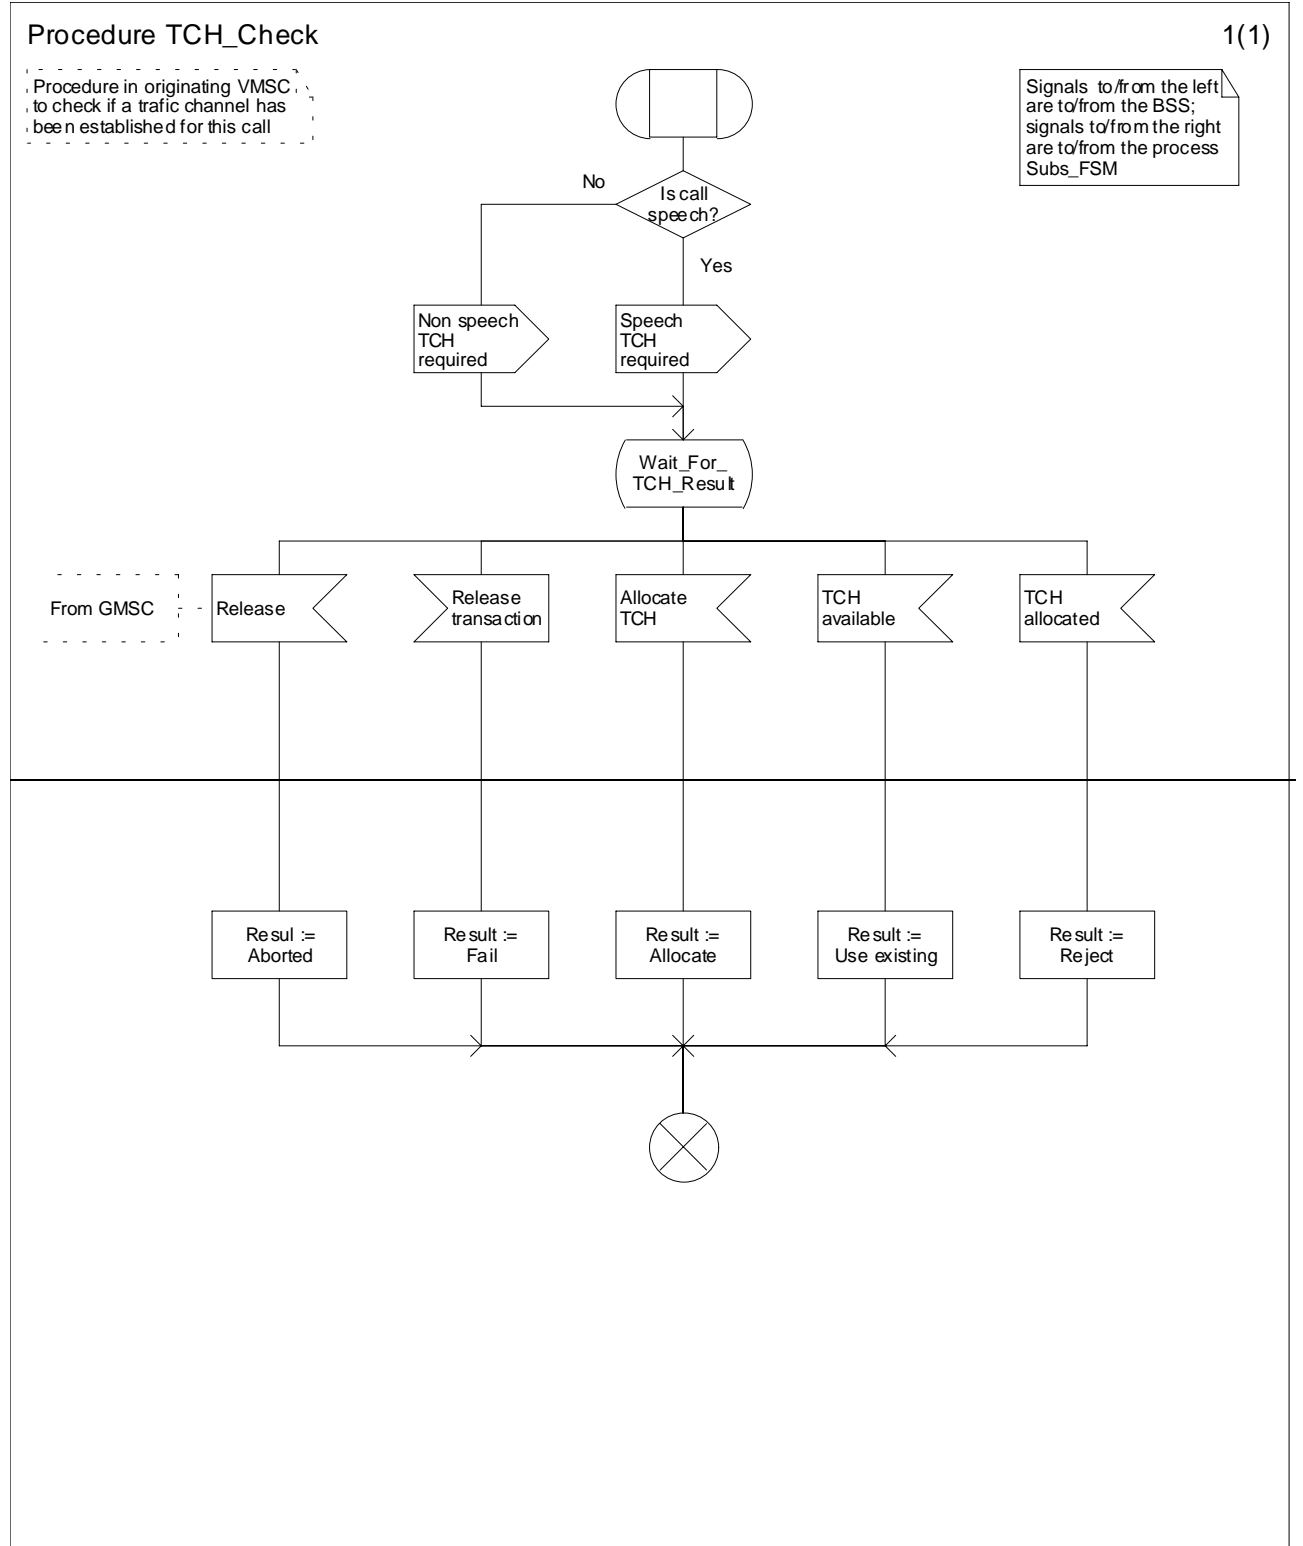 Procedure TCH_Check
1(1)
Procedure in originating VMSC
to check if a trafic channel has
been established for this call
Signals to/from the left
are to/from the BSS;
signals to/from the right
are to/from the process
Subs_FSM
No
Is call
speech?
Yes
Non speech
TCH
required
Speech
TCH
required
Wait_For_
TCH_Result
From GMSC
Release
Release
transaction
Allocate
TCH
TCH
available
TCH
allocated
Resul :=
Aborted
Result :=
Fail
Result :=
Allocate
Result :=
Use existing
Result :=
Reject